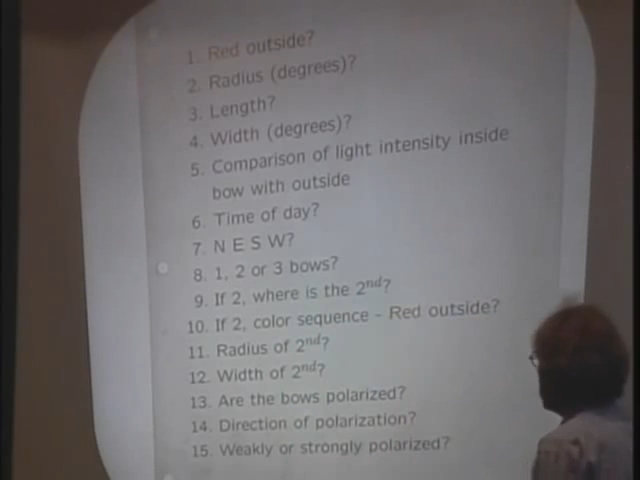 1. Red outside?
2. Radius (degrees)?
3. Length?
4. Width (degrees)?
5. Comparison of light intensity inside
bow with outside
6. Time of day?
7. N E S W?
8. 1, 2 or 3 bows?
9. If 2, where is the 2nd?
10. If 2, color sequence - Red outside?
11. Radius of 2nd?
12. Width of 2nd?
13. Are the bows polarized?
14. Direction of polarization?
15. Weakly or strongly polarized?